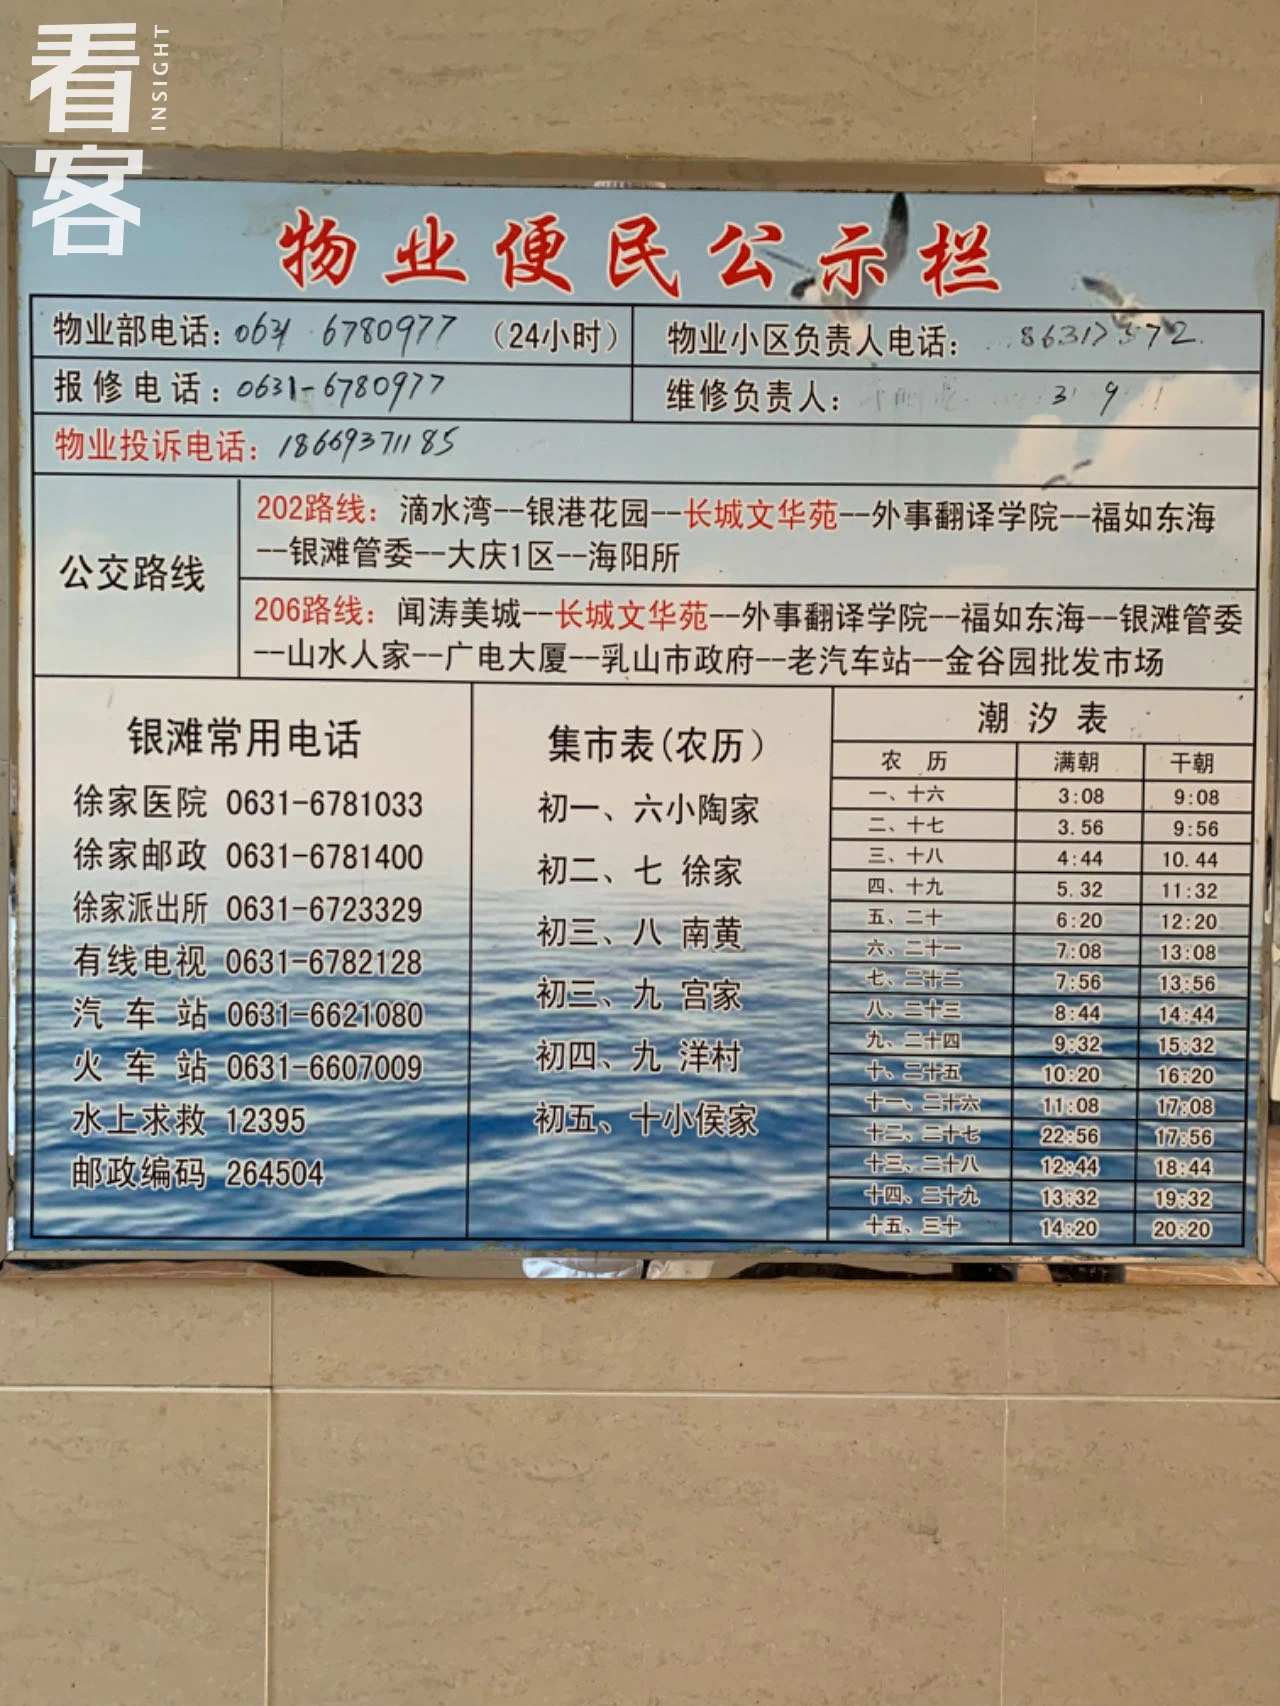 看客
INSIGHT
物业便民公示栏
物业部电话：0631 6780977 （24小时）
物业小区负责人电话： 86317572
报修电话：0631-6780977
维修负责人：
物业投诉电话：18669371185
公交路线
202路线：滴水湾--银港花园--长城文华苑--外事翻译学院--福如东海
--银滩管委--大庆1区--海阳所
206路线：闻涛美城--长城文华苑--外事翻译学院--福如东海--银滩管委
--山水人家--广电大厦--乳山市政府--老汽车站--金谷园批发市场
银滩常用电话
徐家医院 0631-6781033
徐家邮政 0631-6781400
徐家派出所 0631-6723329
有线电视 0631-6782128
汽车站 0631-6621080
火车站 0631-6607009
水上求救 12395
邮政编码 264504
集市表(农历)
初一、六小陶家
初二、七 徐家
初三、八 南黄
初三、九 宫家
初四、九 洋村
初五、十小侯家
潮汐表
农历 满朝 干朝
一、十六 3:08 9:08
二、十七 3.56 9:56
三、十八 4:44 10.44
四、十九 5.32 11:32
五、二十 6:20 12:20
六、二十一 7:08 13:08
七、二十二 7:56 13:56
八、二十三 8:44 14:44
九、二十四 9:32 15:32
十、二十五 10:20 16:20
十一、二十六 11:08 17:08
十二、二十七 22:56 17:56
十三、二十八 12:44 18:44
十四、二十九 13:32 19:32
十五、三十 14:20 20:20